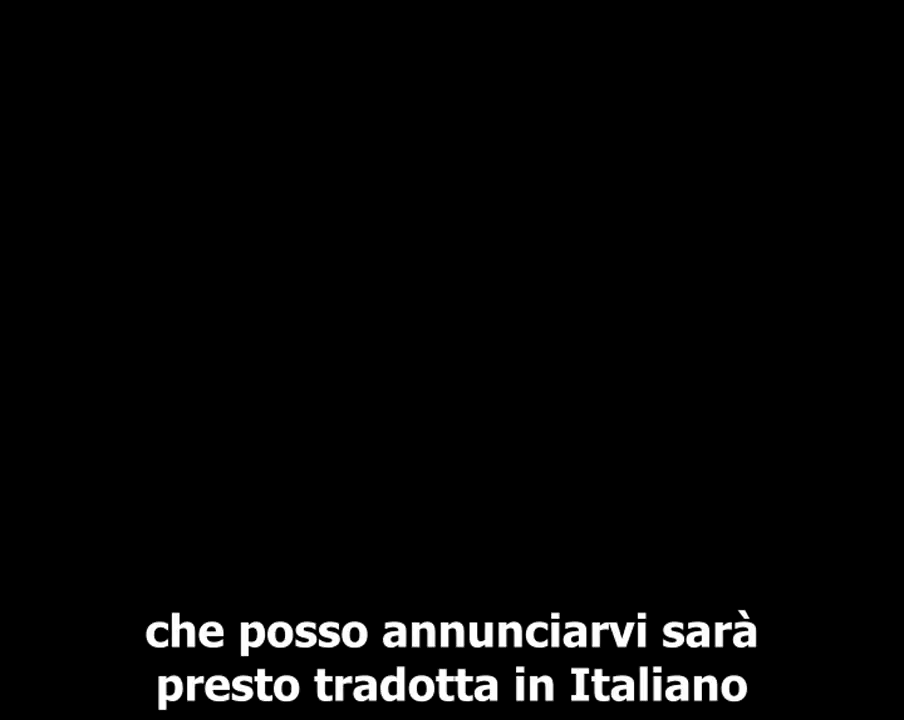 che posso annunciarvi sarà
presto tradotta in Italiano